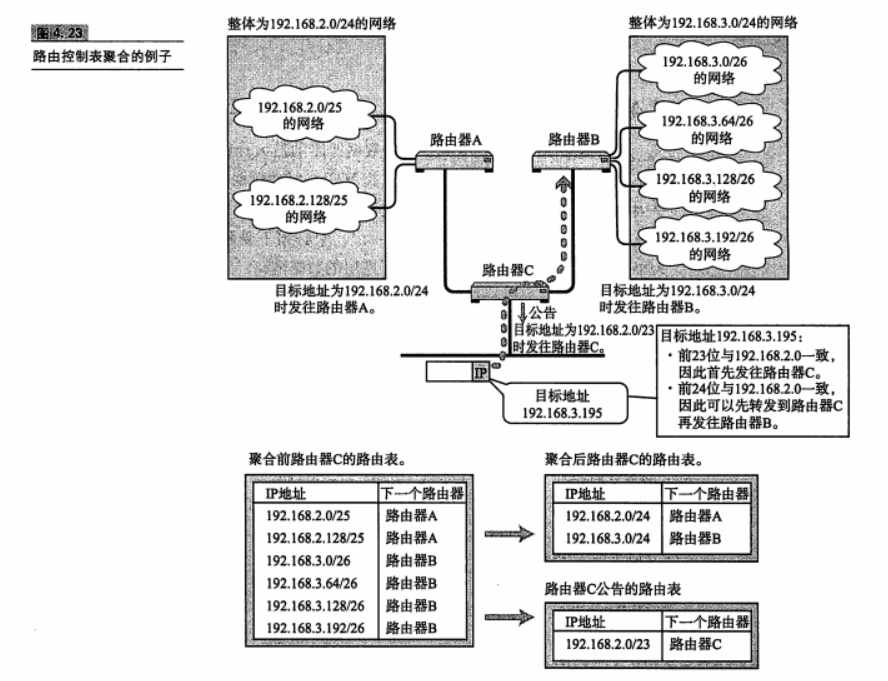 图4.23
路由控制表聚合的例子
整体为192.168.2.0/24的网络
192.168.2.0/25
的网络
192.168.2.128/25
的网络
目标地址为192.168.2.0/24
时发往路由器A。
路由器A
路由器B
路由器C
公告
目标地址为192.168.2.0/23
时发往路由器C。
IP
目标地址
192.168.3.195
整体为192.168.3.0/24的网络
192.168.3.0/26
的网络
192.168.3.64/26
的网络
192.168.3.128/26
的网络
192.168.3.192/26
的网络
目标地址为192.168.3.0/24
时发往路由器B。
目标地址192.168.3.195：
·前23位与192.168.2.0一致，
因此首先发往路由器C。
·前24位与192.168.2.0一致，
因此可以先转发到路由器C
再发往路由器B。
聚合前路由器C的路由表。
IP地址 下一个路由器
192.168.2.0/25 路由器A
192.168.2.128/25 路由器A
192.168.3.0/26 路由器B
192.168.3.64/26 路由器B
192.168.3.128/26 路由器B
192.168.3.192/26 路由器B
聚合后路由器C的路由表。
IP地址 下一个路由器
192.168.2.0/24 路由器A
192.168.3.0/24 路由器B
路由器C公告的路由表
IP地址 下一个路由器
192.168.2.0/23 路由器C